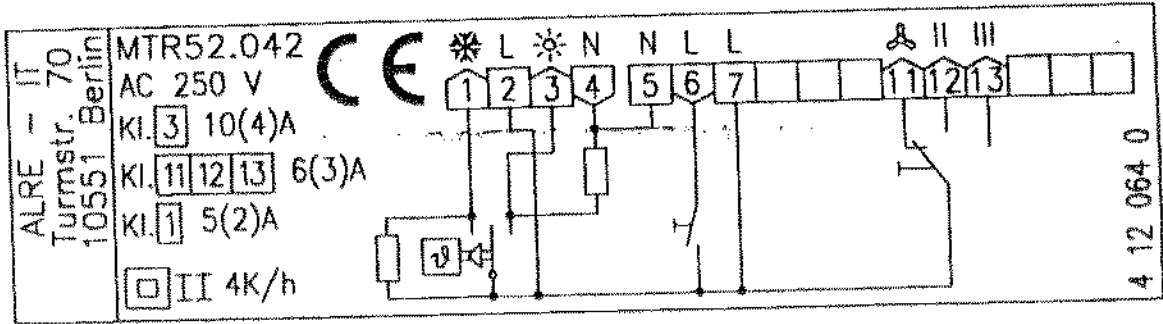 ALRE – IT
Turmstr. 70
10551 Berlin
MTR52.042
AC 250 V
Kl. 3 10(4)A
Kl. 11 12 13 6(3)A
Kl. 1 5(2)A
II 4K/h
CE
L N N L L II III
1 2 3 4 5 6 7 11 12 13
ϑ
4 12 064 0